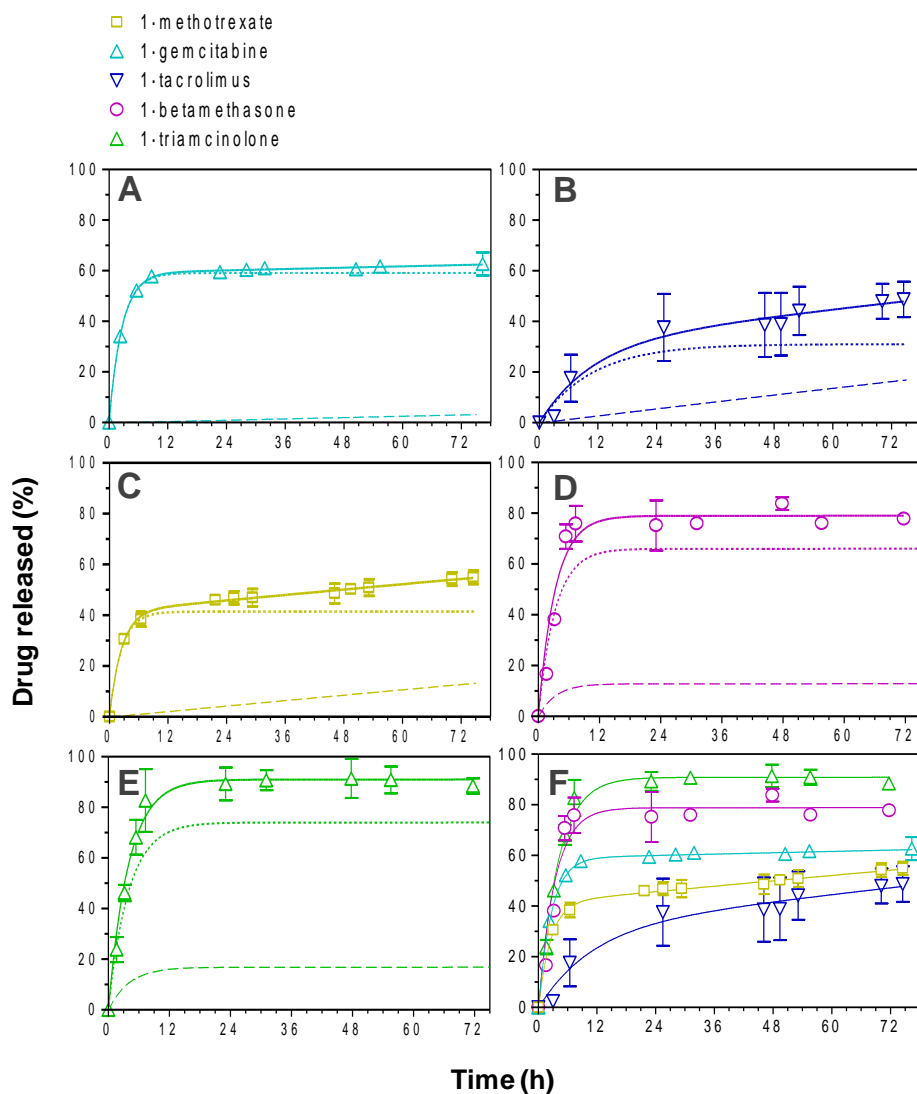 1·methotrexate
1·gemcitabine
1·tacrolimus
1·betamethasone
1·triamcinolone
A
100
80
60
40
20
0
0 12 24 36 48 60 72
B
100
80
60
40
20
0
0 12 24 36 48 60 72
C
100
80
60
40
20
0
0 12 24 36 48 60 72
D
100
80
60
40
20
0
0 12 24 36 48 60 72
E
100
80
60
40
20
0
0 12 24 36 48 60 72
F
100
80
60
40
20
0
0 12 24 36 48 60 72
Drug released (%)
Time (h)